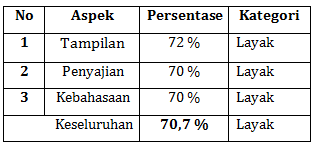 No Aspek Persentase Kategori
1 Tampilan 72 % Layak
2 Penyajian 70 % Layak
3 Kebahasaan 70 % Layak
Keseluruhan 70,7 % Layak